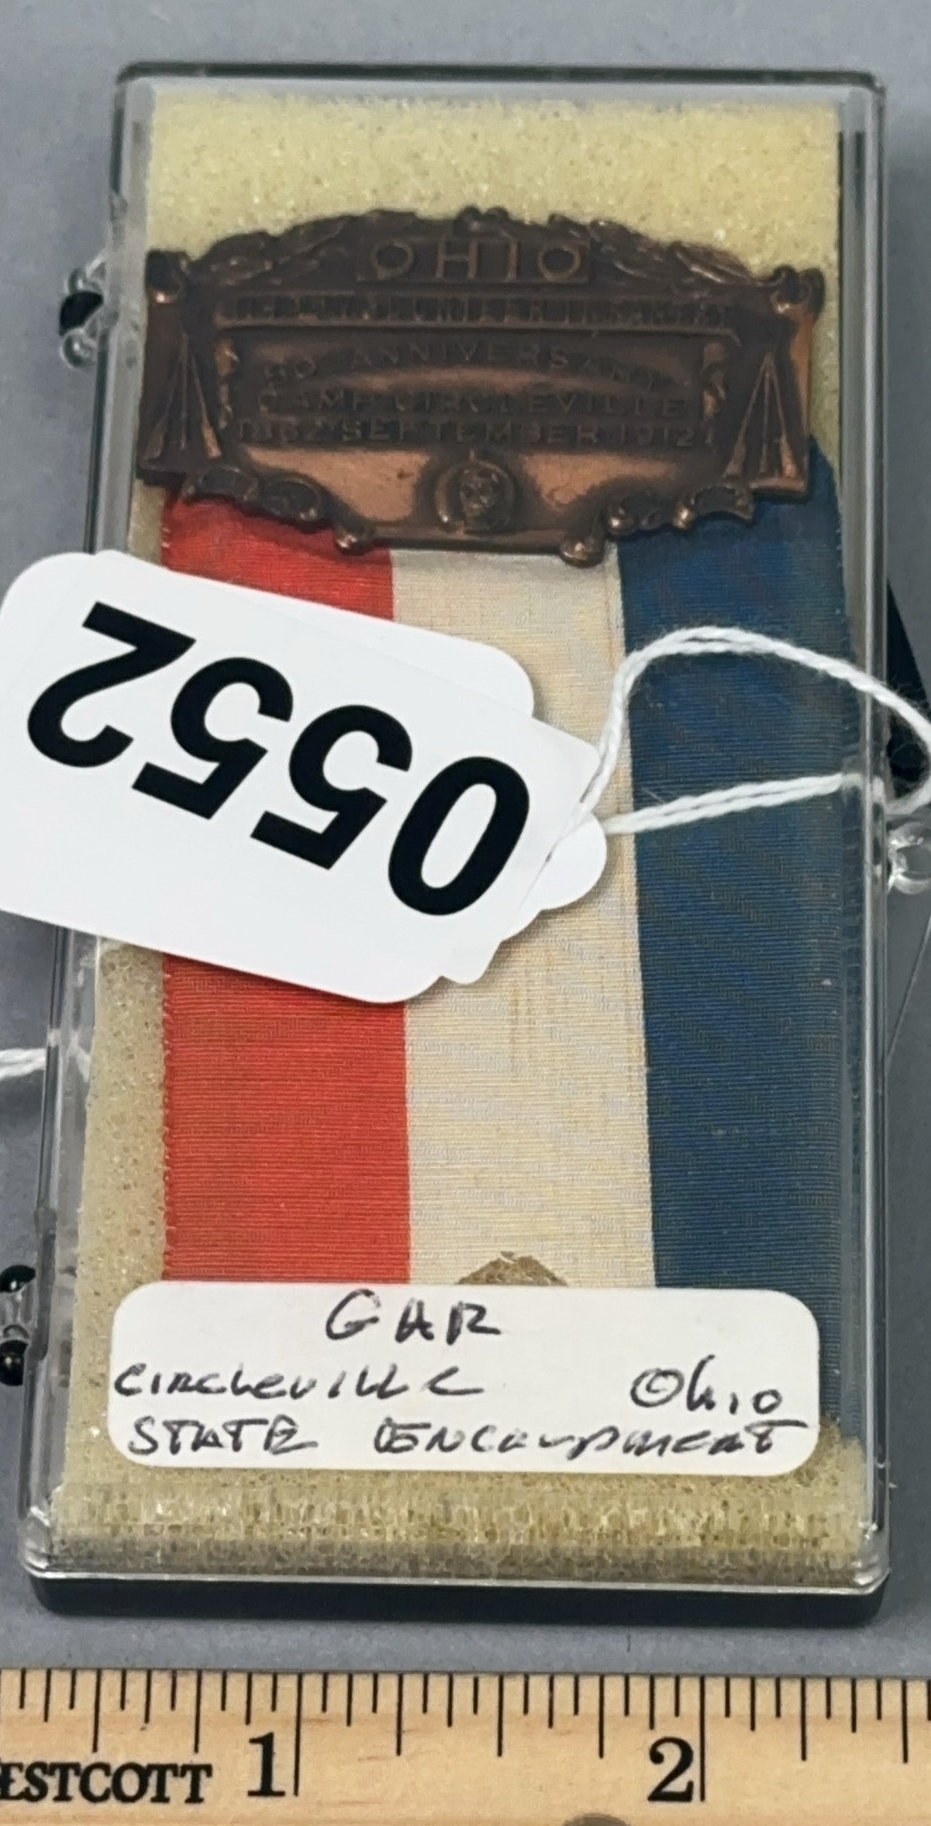 OHIO
50 ANNIVERSARY
CAMP CIRCLEVILLE
1862 SEPTEMBER 1912
0552
GAR
CIRCLEVILLE Ohio
STATE ENCAMPMENT
1 2
ESTCOTT